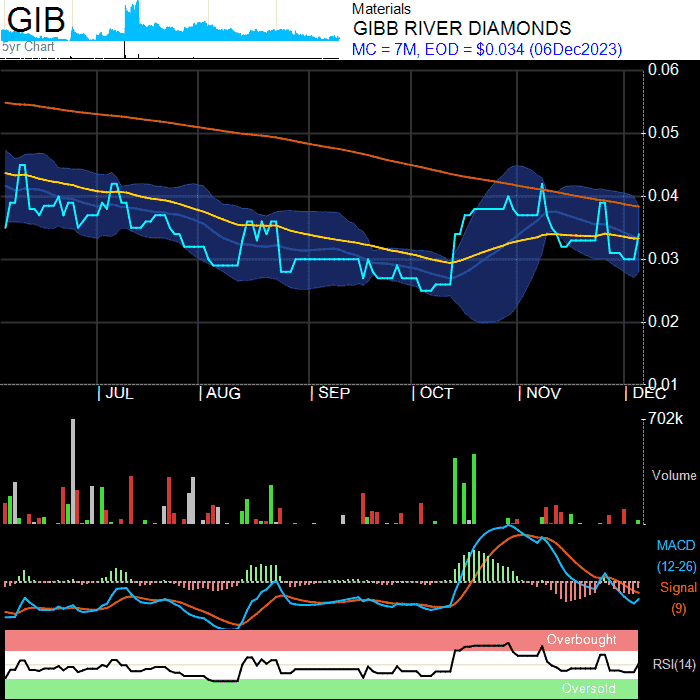 GIB
5yr Chart
Materials
GIBB RIVER DIAMONDS
MC = 7M, EOD = $0.034 (06Dec2023)
0.06
0.05
0.04
0.03
0.02
0.01
| JUL | AUG | SEP | OCT | NOV | DEC
702k
Volume
MACD
(12-26)
Signal
(9)
Overbought
RSI(14)
Oversold